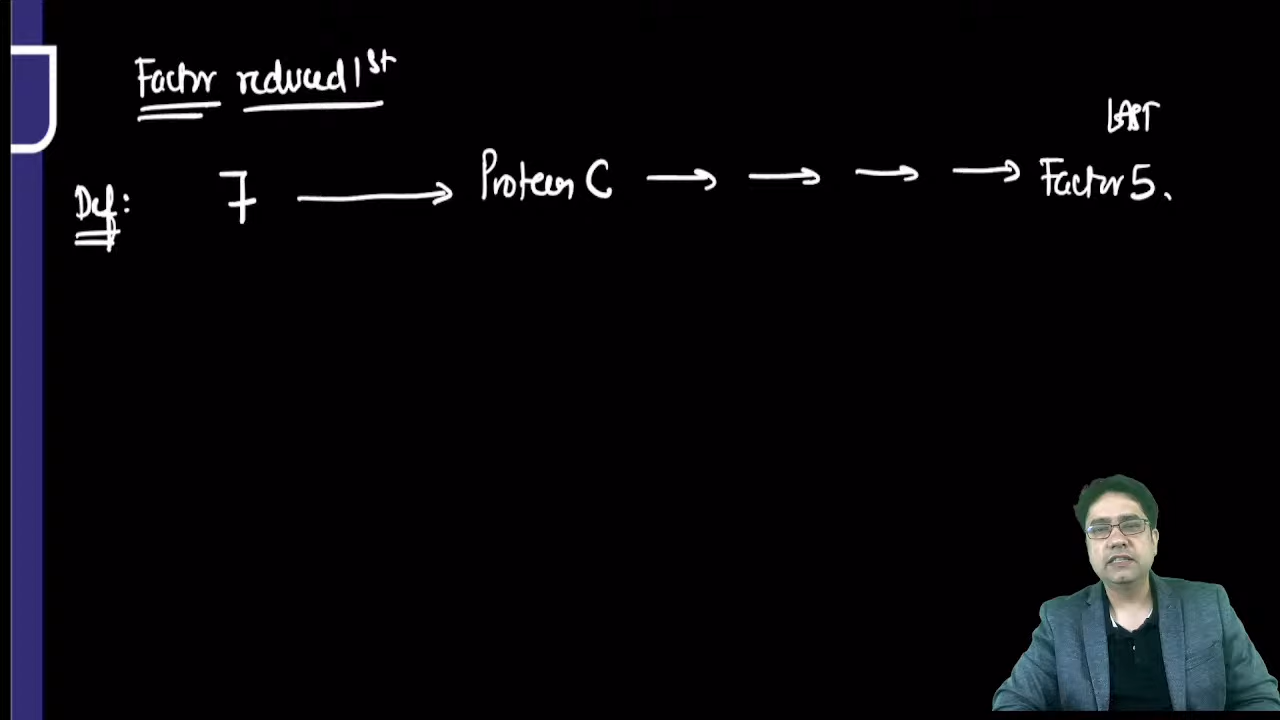 Factor reduced 1st
LAST
Def: 7 → Protein C → → → → Factor 5.